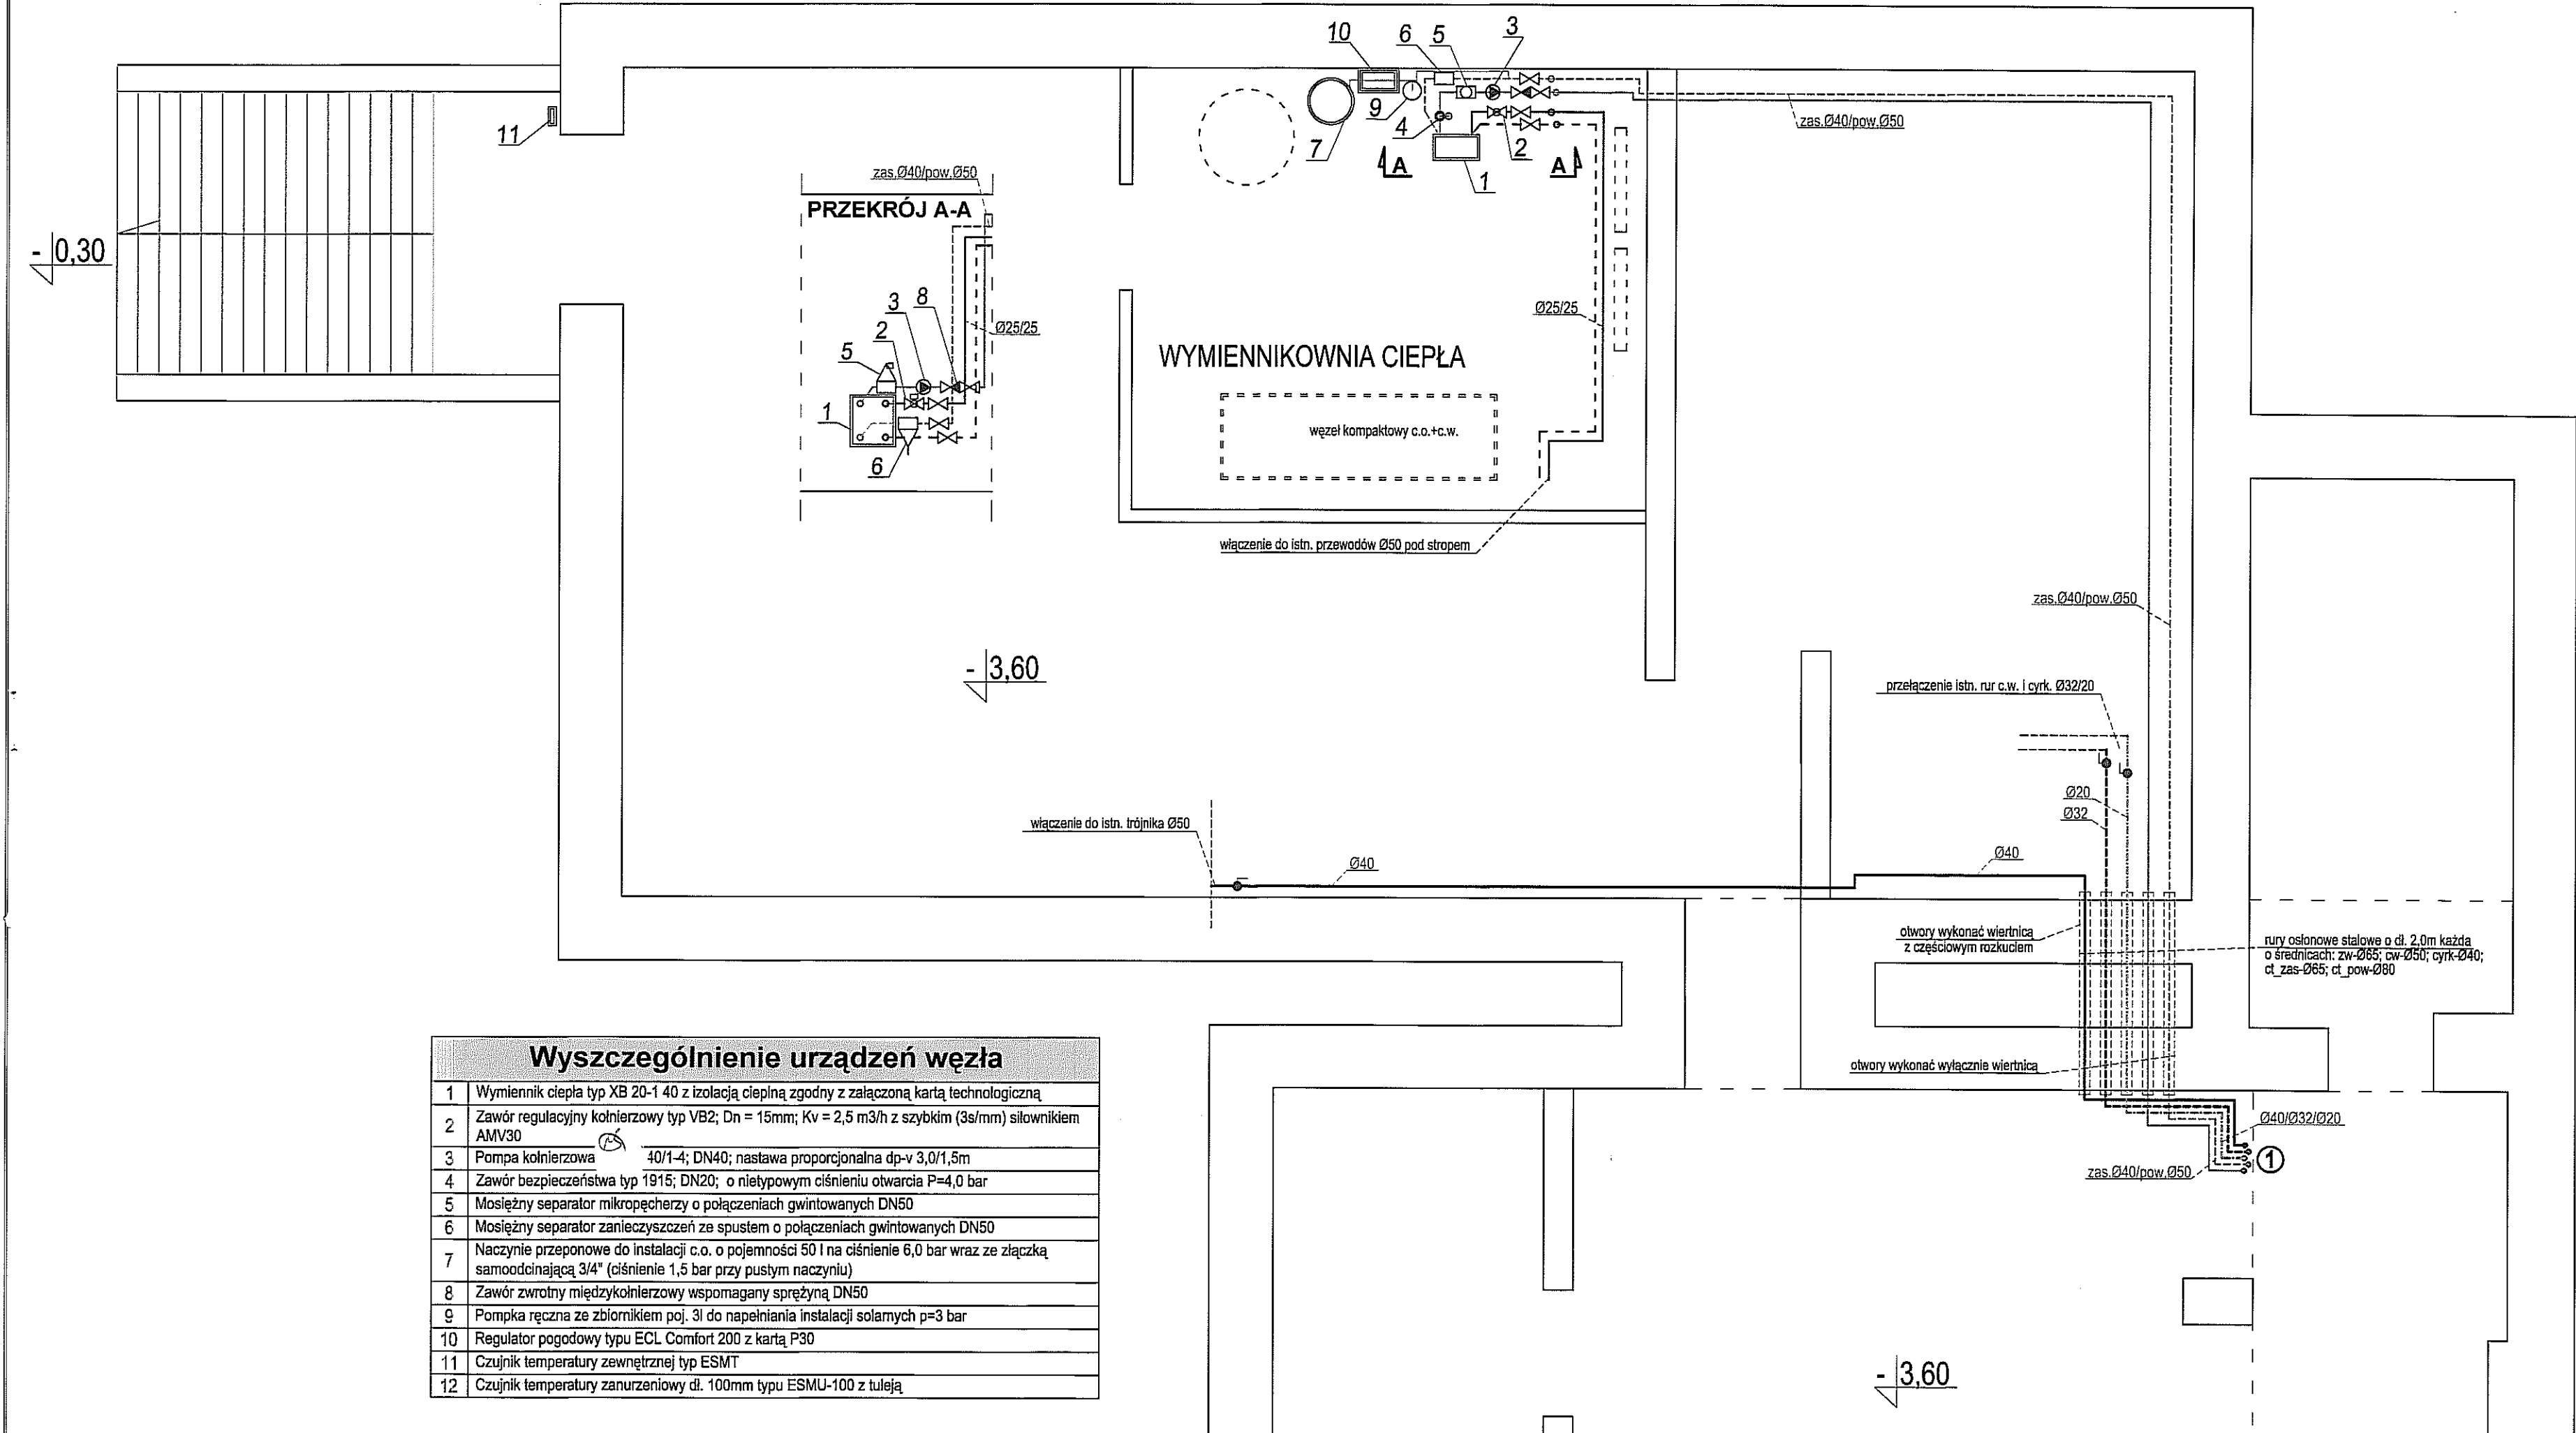 10
6
5
3
11
9
4
7
2
A
A
1
zas.Ø40/pow.Ø50
zas.Ø40/pow.Ø50
PRZEKRÓJ A-A
- 0,30
3
8
2
Ø25/25
5
1
6
Ø25/25
WYMIENNIKOWNIA CIEPŁA
węzeł kompaktowy c.o.+c.w.
włączenie do istn. przewodów Ø50 pod stropem
zas.Ø40/pow.Ø50
- 3,60
przełączenie istn. rur c.w. i cyrk. Ø32/20
Ø20
Ø32
włączenie do istn. trójnika Ø50
Ø40
Ø40
otwory wykonać wiertnicą
z częściowym rozkuciem
rury osłonowe stalowe o dł. 2,0m każda
o średnicach: zw-Ø65; cw-Ø50; cyrk-Ø40;
ct_zas-Ø65; ct_pow-Ø80
otwory wykonać wyłącznie wiertnicą
Ø40/Ø32/Ø20
1
zas.Ø40/pow.Ø50
- 3,60
Wyszczególnienie urządzeń węzła
1 Wymiennik ciepła typ XB 20-1 40 z izolacją cieplną zgodny z załączoną kartą technologiczną
2 Zawór regulacyjny kołnierzowy typ VB2; Dn = 15mm; Kv = 2,5 m3/h z szybkim (3s/mm) siłownikiem
AMV30
3 Pompa kołnierzowa 40/1-4; DN40; nastawa proporcjonalna dp-v 3,0/1,5m
4 Zawór bezpieczeństwa typ 1915; DN20; o nietypowym ciśnieniu otwarcia P=4,0 bar
5 Mosiężny separator mikropęcherzy o połączeniach gwintowanych DN50
6 Mosiężny separator zanieczyszczeń ze spustem o połączeniach gwintowanych DN50
7 Naczynie przeponowe do instalacji c.o. o pojemności 50 l na ciśnienie 6,0 bar wraz ze złączką
samoodcinającą 3/4" (ciśnienie 1,5 bar przy pustym naczyniu)
8 Zawór zwrotny międzykołnierzowy wspomagany sprężyną DN50
9 Pompka ręczna ze zbiornikiem poj. 3l do napełniania instalacji solarnych p=3 bar
10 Regulator pogodowy typu ECL Comfort 200 z kartą P30
11 Czujnik temperatury zewnętrznej typ ESMT
12 Czujnik temperatury zanurzeniowy dł. 100mm typu ESMU-100 z tuleją